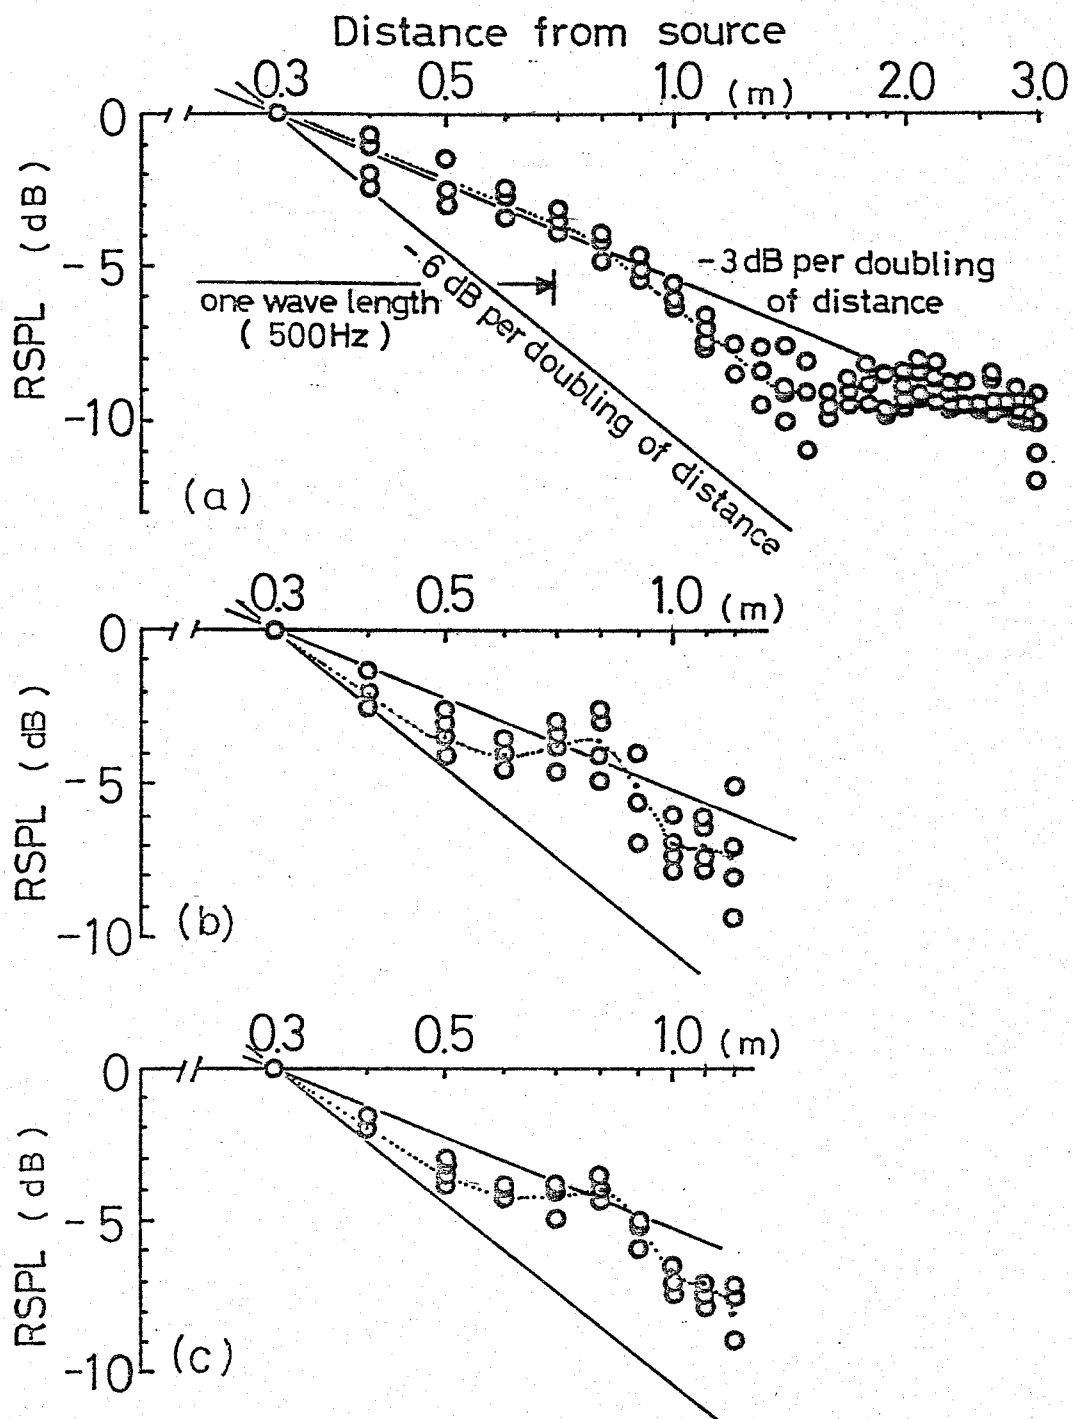 Distance from source
0.3 0.5 1.0 (m) 2.0 3.0
0
-5
-10
RSPL (dB)
-3 dB per doubling
of distance
-6 dB per doubling of distance
one wave length
( 500Hz )
(a)
0.3 0.5 1.0 (m)
0
-5
-10
RSPL (dB)
(b)
0.3 0.5 1.0 (m)
0
-5
-10
RSPL (dB)
(c)